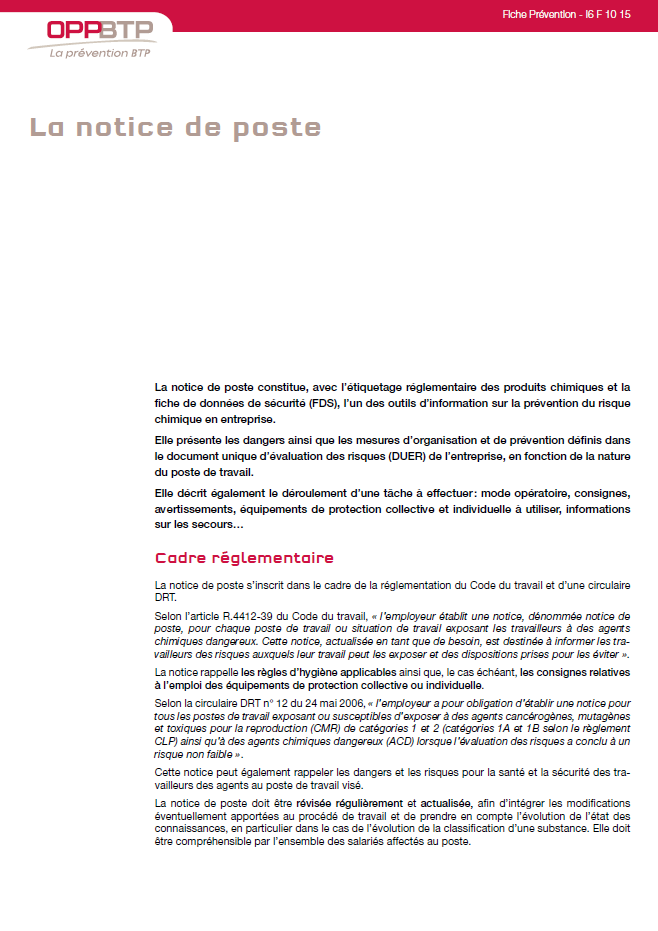 Fiche Prévention - I6 F 10 15
OPPBTP
La prévention BTP
La notice de poste
La notice de poste constitue, avec l'étiquetage réglementaire des produits chimiques et la
fiche de données de sécurité (FDS), l'un des outils d'information sur la prévention du risque
chimique en entreprise.
Elle présente les dangers ainsi que les mesures d'organisation et de prévention définis dans
le document unique d'évaluation des risques (DUER) de l'entreprise, en fonction de la nature
du poste de travail.
Elle décrit également le déroulement d'une tâche à effectuer : mode opératoire, consignes,
avertissements, équipements de protection collective et individuelle à utiliser, informations
sur les secours…
Cadre réglementaire
La notice de poste s'inscrit dans le cadre de la réglementation du Code du travail et d'une circulaire
DRT.
Selon l'article R.4412-39 du Code du travail, « l'employeur établit une notice, dénommée notice de
poste, pour chaque poste de travail ou situation de travail exposant les travailleurs à des agents
chimiques dangereux. Cette notice, actualisée en tant que de besoin, est destinée à informer les tra-
vailleurs des risques auxquels leur travail peut les exposer et des dispositions prises pour les éviter ».
La notice rappelle les règles d'hygiène applicables ainsi que, le cas échéant, les consignes relatives
à l'emploi des équipements de protection collective ou individuelle.
Selon la circulaire DRT n° 12 du 24 mai 2006, « l'employeur a pour obligation d'établir une notice pour
tous les postes de travail exposant ou susceptibles d'exposer à des agents cancérogènes, mutagènes
et toxiques pour la reproduction (CMR) de catégories 1 et 2 (catégories 1A et 1B selon le règlement
CLP) ainsi qu'à des agents chimiques dangereux (ACD) lorsque l'évaluation des risques a conclu à un
risque non faible ».
Cette notice peut également rappeler les dangers et les risques pour la santé et la sécurité des tra-
vailleurs des agents au poste de travail visé.
La notice de poste doit être révisée régulièrement et actualisée, afin d'intégrer les modifications
éventuellement apportées au procédé de travail et de prendre en compte l'évolution de l'état des
connaissances, en particulier dans le cas de l'évolution de la classification d'une substance. Elle doit
être compréhensible par l'ensemble des salariés affectés au poste.